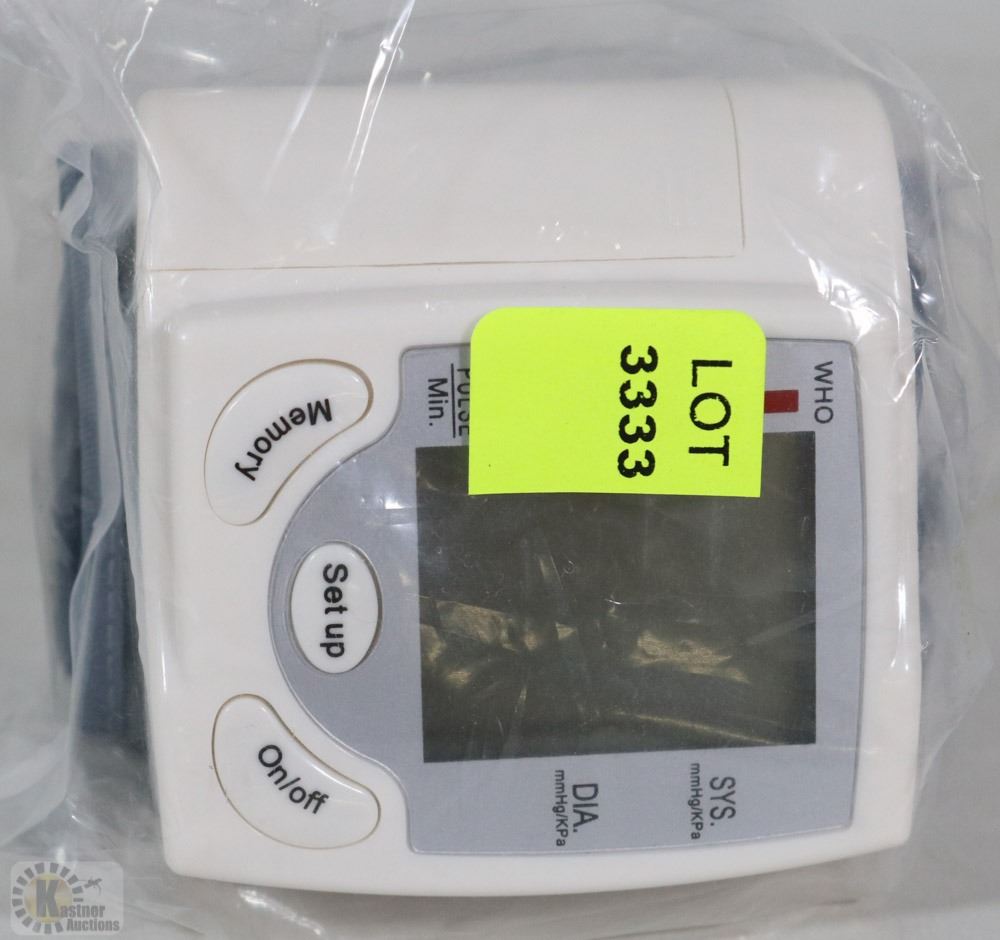 WHO
LOT
3333
PULSE
Min.
SYS.
mmHg/KPa
DIA.
mmHg/KPa
Memory
Set up
On/off
Kastner
Auctions